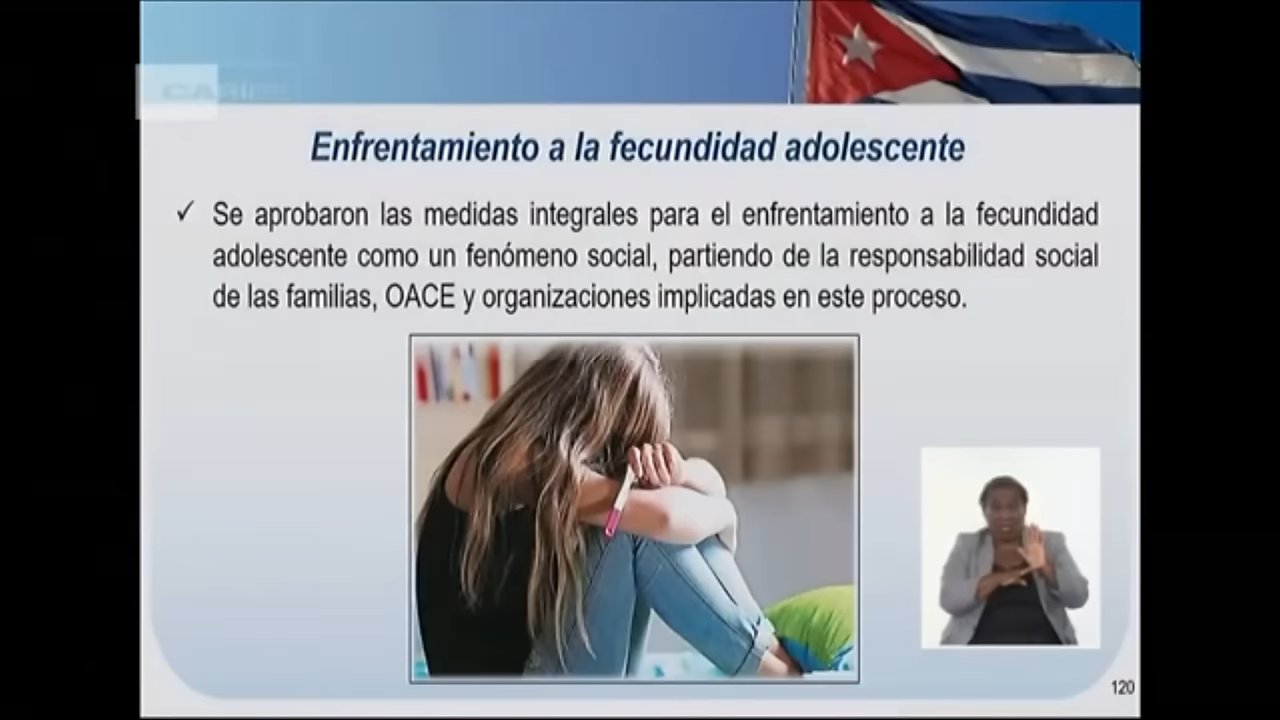 CARIBE
Enfrentamiento a la fecundidad adolescente
✓ Se aprobaron las medidas integrales para el enfrentamiento a la fecundidad
adolescente como un fenómeno social, partiendo de la responsabilidad social
de las familias, OACE y organizaciones implicadas en este proceso.
120